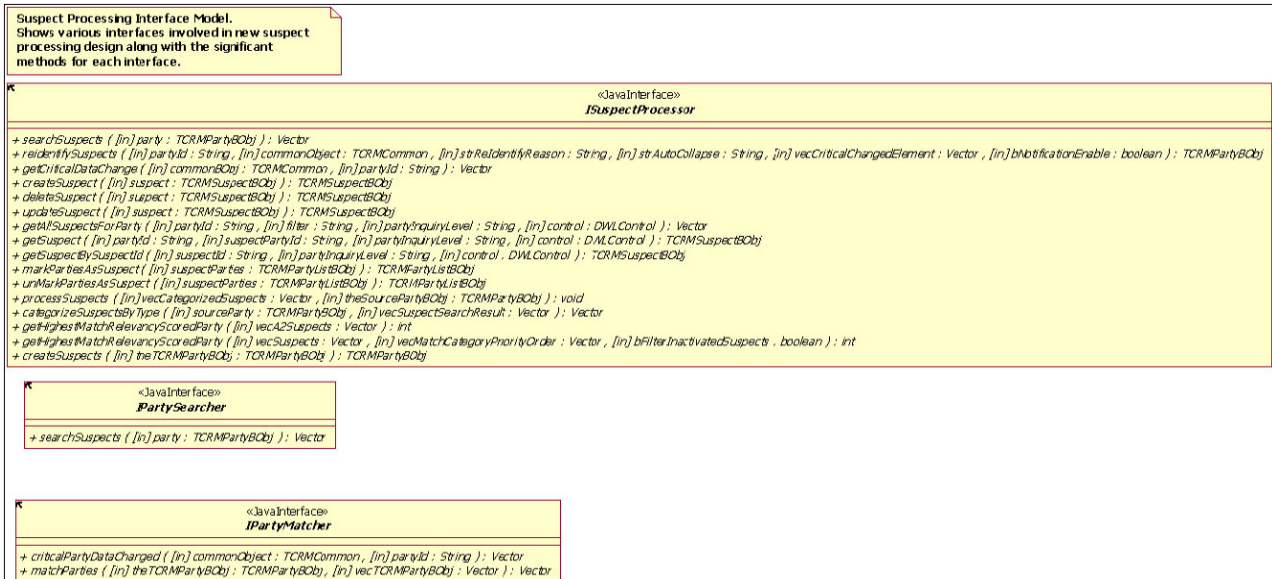 Suspect Processing Interface Model.
Shows various interfaces involved in new suspect
processing design along with the significant
methods for each interface.
«JavaInterface»
ISuspectProcessor
+ searchSuspects ( [in] party : TCRMPartyBObj ) : Vector
+ reidentifySuspects ( [in] partyId : String , [in] commonObject : TCRMCommon , [in] strReIdentifyReason : String , [in] strAutoCollapse : String , [in] vecCriticalChangedElement : Vector , [in] bNotificationEnable : boolean ) : TCRMPartyBObj
+ getCriticalDataChange ( [in] commonBObj : TCRMCommon , [in] partyId : String ) : Vector
+ createSuspect ( [in] suspect : TCRMSuspectBObj ) : TCRMSuspectBObj
+ deleteSuspect ( [in] suspect : TCRMSuspectBObj ) : TCRMSuspectBObj
+ updateSuspect ( [in] suspect : TCRMSuspectBObj ) : TCRMSuspectBObj
+ getAllSuspectsForParty ( [in] partyId : String , [in] filter : String , [in] partyInquiryLevel : String , [in] control : DWLControl ) : Vector
+ getSuspect ( [in] partyId : String , [in] suspectPartyId : String , [in] partyInquiryLevel : String , [in] control : DWLControl ) : TCRMSuspectBObj
+ getSuspectBySuspectId ( [in] suspectId : String , [in] partyInquiryLevel : String , [in] control : DWLControl ) : TCRMSuspectBObj
+ markPartiesAsSuspect ( [in] suspectParties : TCRMPartyListBObj ) : TCRMPartyListBObj
+ unMarkPartiesAsSuspect ( [in] suspectParties : TCRMPartyListBObj ) : TCRMPartyListBObj
+ processSuspects ( [in] vecCategorizedSuspects : Vector , [in] theSourcePartyBObj : TCRMPartyBObj ) : void
+ categorizeSuspectsByType ( [in] sourceParty : TCRMPartyBObj , [in] vecSuspectSearchResult : Vector ) : Vector
+ getHighestMatchRelevancyScoredParty ( [in] vecA2Suspects : Vector ) : int
+ getHighestMatchRelevancyScoredParty ( [in] vecSuspects : Vector , [in] vecMatchCategoryPriorityOrder : Vector , [in] bFilterInactivatedSuspects : boolean ) : int
+ createSuspects ( [in] theTCRMPartyBObj : TCRMPartyBObj ) : TCRMPartyBObj
«JavaInterface»
IPartySearcher
+ searchSuspects ( [in] party : TCRMPartyBObj ) : Vector
«JavaInterface»
IPartyMatcher
+ criticalPartyDataChanged ( [in] commonObject : TCRMCommon , [in] partyId : String ) : Vector
+ matchParties ( [in] theTCRMPartyBObj : TCRMPartyBObj , [in] vecTCRMPartyBObj : Vector ) : Vector